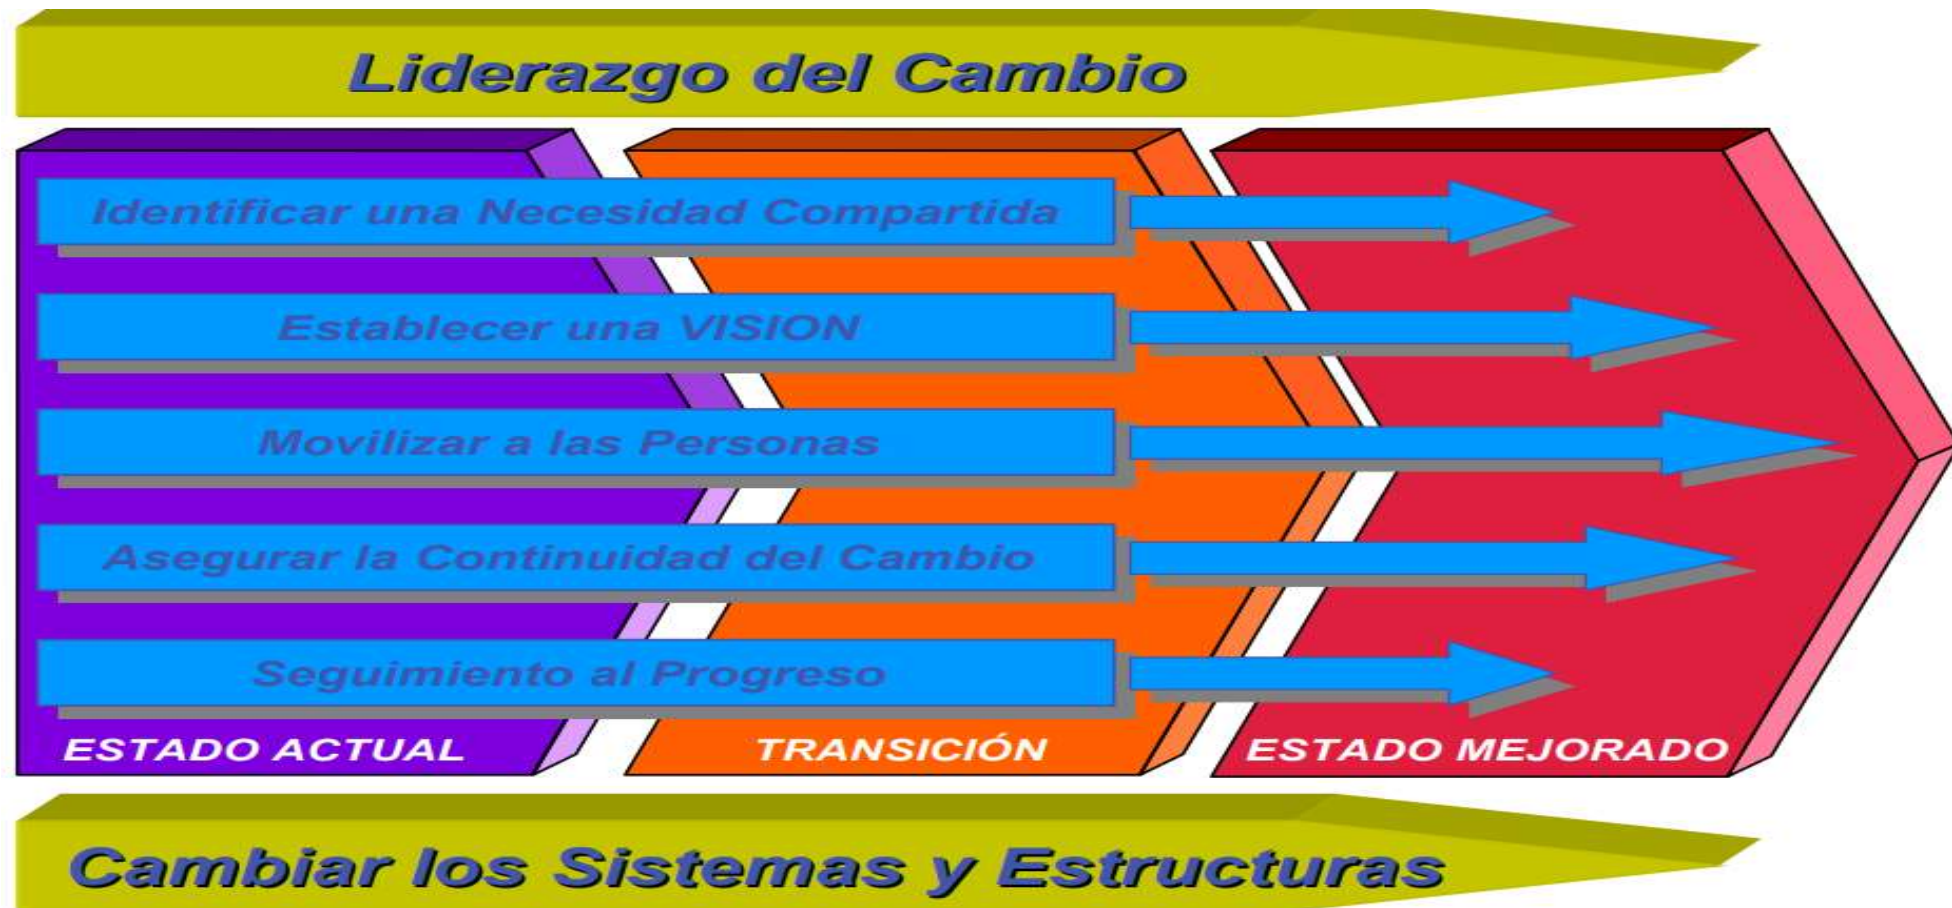 Liderazgo del Cambio
Identificar una Necesidad Compartida
Establecer una VISION
Movilizar a las Personas
Asegurar la Continuidad del Cambio
Seguimiento al Progreso
ESTADO ACTUAL
TRANSICIÓN
ESTADO MEJORADO
Cambiar los Sistemas y Estructuras